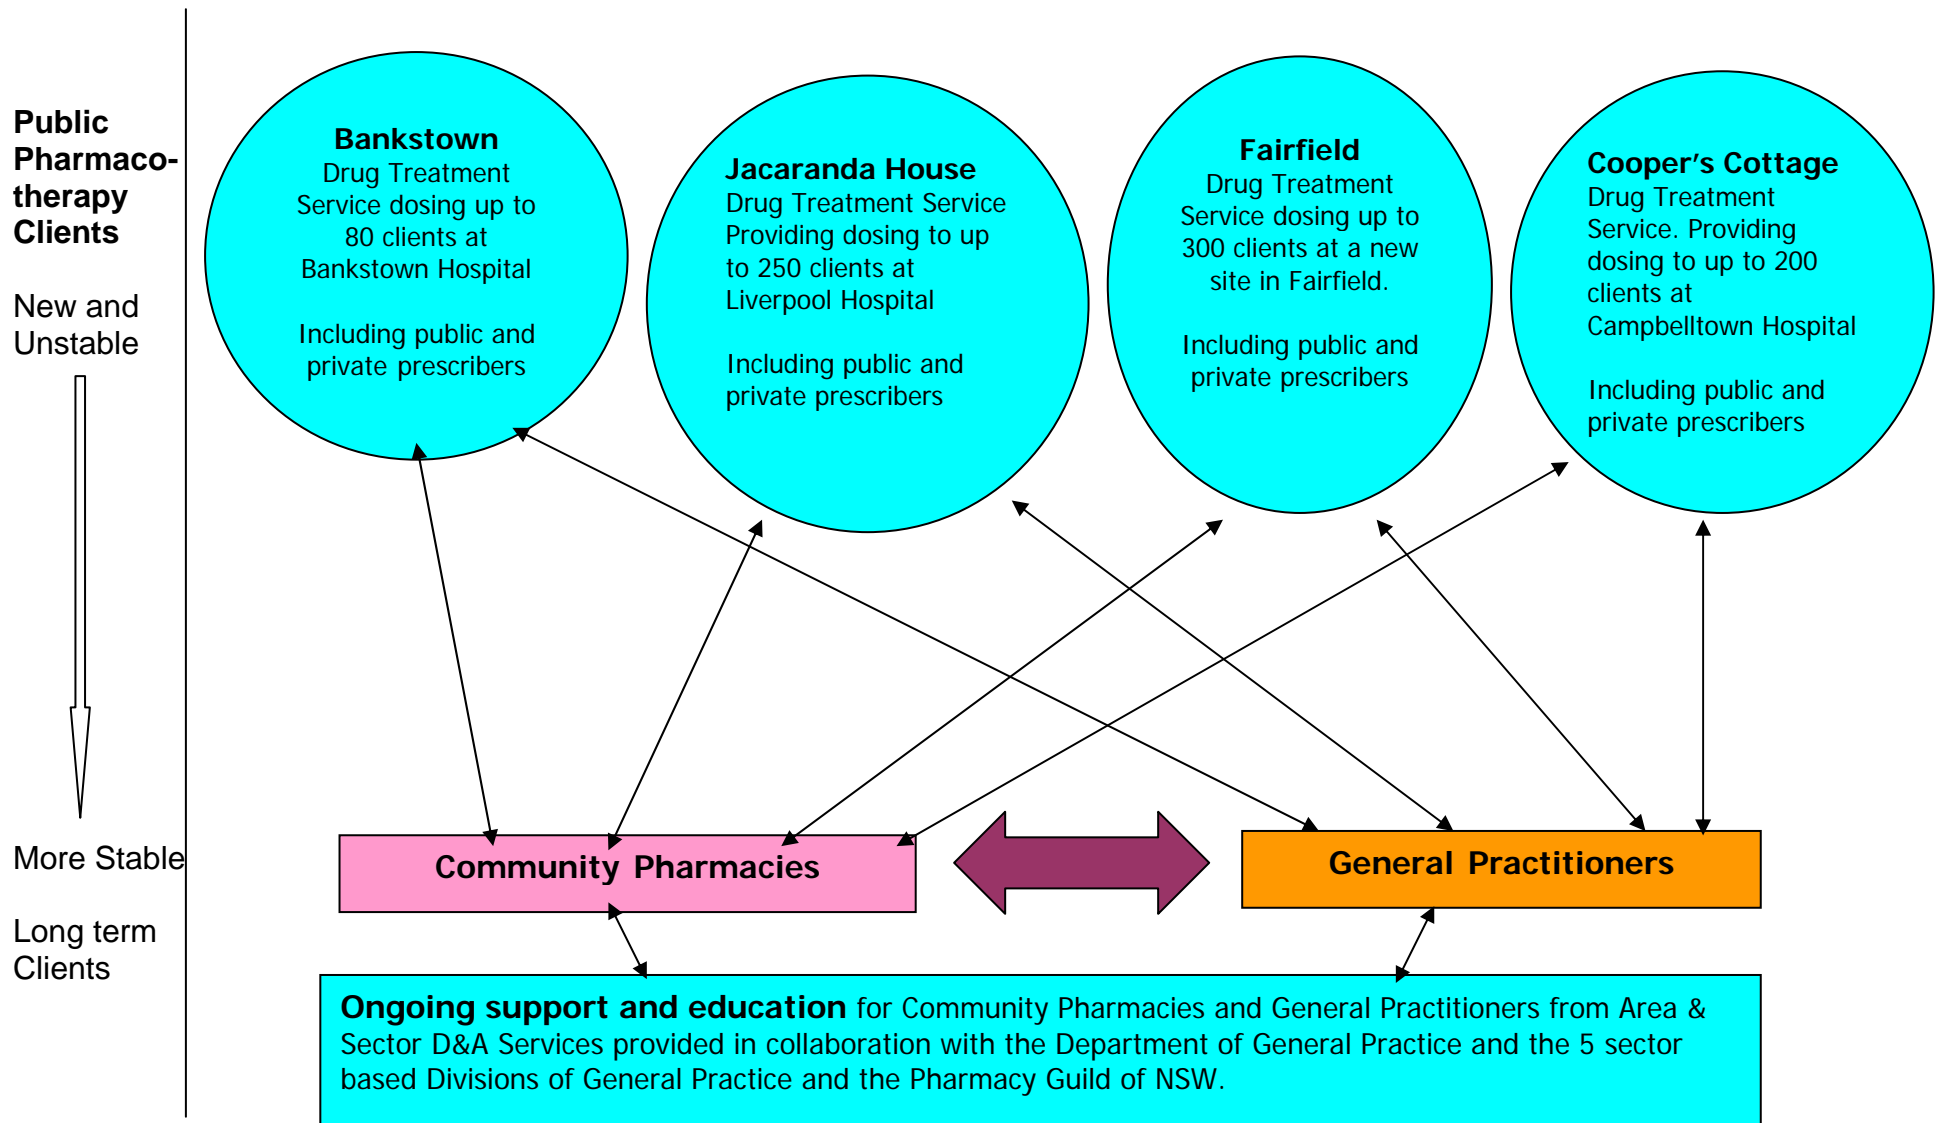 Public
Pharmaco-
therapy
Clients
New and
Unstable
More Stable
Long term
Clients
Bankstown
Drug Treatment
Service dosing up to
80 clients at
Bankstown Hospital
Including public and
private prescribers
Jacaranda House
Drug Treatment Service
Providing dosing to up
to 250 clients at
Liverpool Hospital
Including public and
private prescribers
Fairfield
Drug Treatment
Service dosing up to
300 clients at a new
site in Fairfield.
Including public and
private prescribers
Cooper's Cottage
Drug Treatment
Service. Providing
dosing to up to 200
clients at
Campbelltown Hospital
Including public and
private prescribers
Community Pharmacies
General Practitioners
Ongoing support and education for Community Pharmacies and General Practitioners from Area &
Sector D&A Services provided in collaboration with the Department of General Practice and the 5 sector
based Divisions of General Practice and the Pharmacy Guild of NSW.